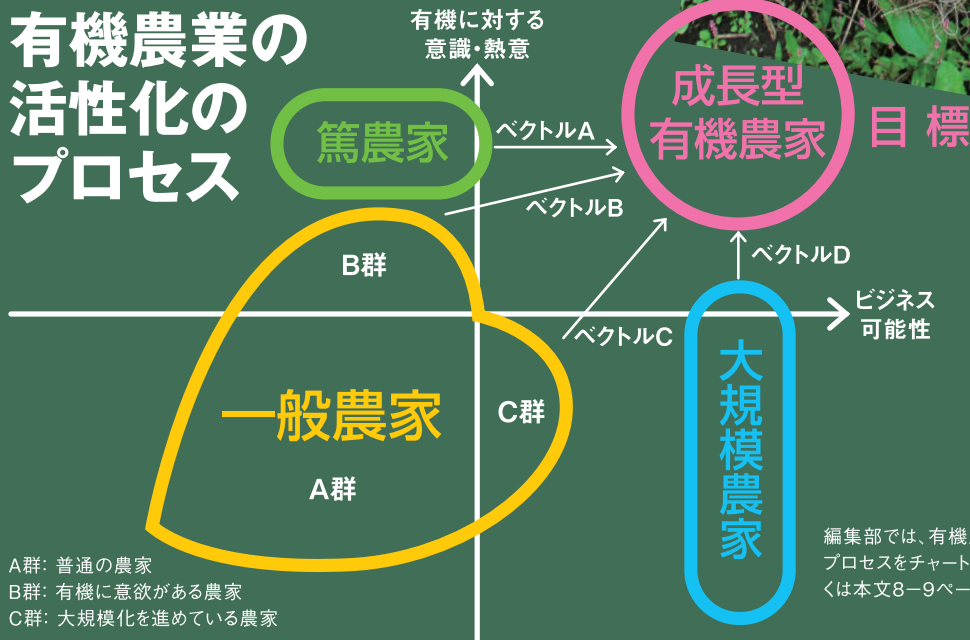 有機農業の
活性化の
プロセス
有機に対する
意識・熱意
篤農家
ベクトルA
成長型
有機農家
目標
ベクトルB
B群
ベクトルD
ビジネス
可能性
ベクトルC
一般農家
C群
大規模農家
A群
A群: 普通の農家
B群: 有機に意欲がある農家
C群: 大規模化を進めている農家
編集部では、有機
プロセスをチャート
くは本文8－9ペー